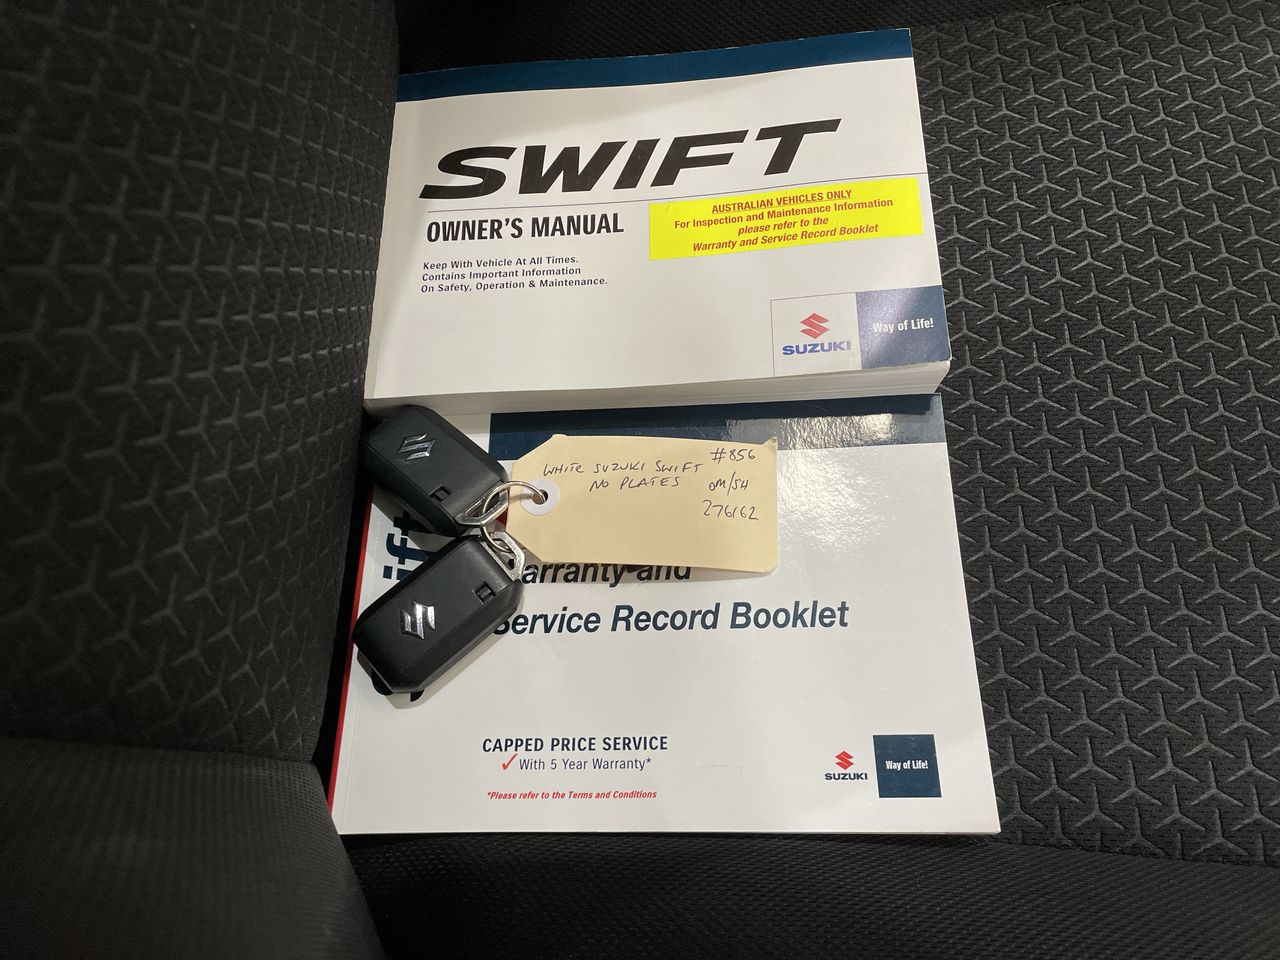 SWIFT
OWNER'S MANUAL
Keep With Vehicle At All Times.
Contains Important Information
On Safety, Operation & Maintenance.
AUSTRALIAN VEHICLES ONLY
For Inspection and Maintenance Information
please refer to the
Warranty and Service Record Booklet
SUZUKI
Way of Life!
WHITE SUZUKI SWIFT
NO PLATES
#856
OM/SH
276162
arranty and
Service Record Booklet
CAPPED PRICE SERVICE
With 5 Year Warranty*
*Please refer to the Terms and Conditions
SUZUKI
Way of Life!